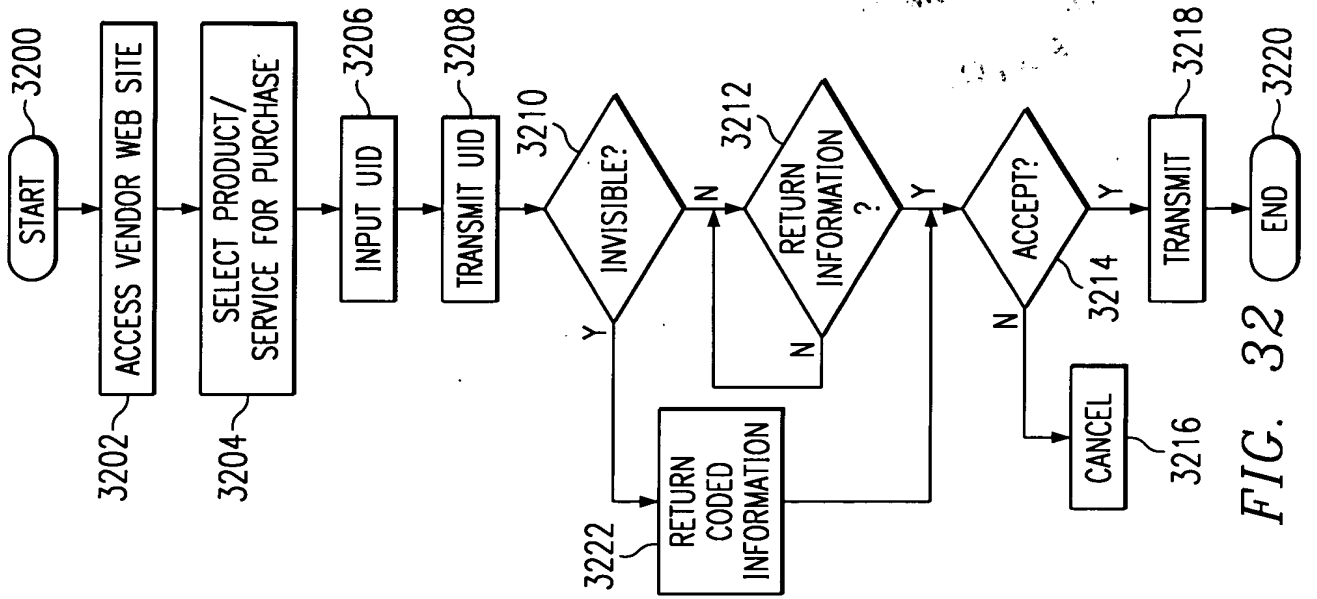 START
3200
ACCESS VENDOR WEB SITE
3202
SELECT PRODUCT/
SERVICE FOR PURCHASE
3204
INPUT UID
3206
TRANSMIT UID
3208
INVISIBLE?
3210
Y
N
RETURN
CODED
INFORMATION
3222
RETURN
INFORMATION
?
3212
N
Y
ACCEPT?
3214
N
Y
CANCEL
3216
TRANSMIT
3218
END
3220
FIG. 32